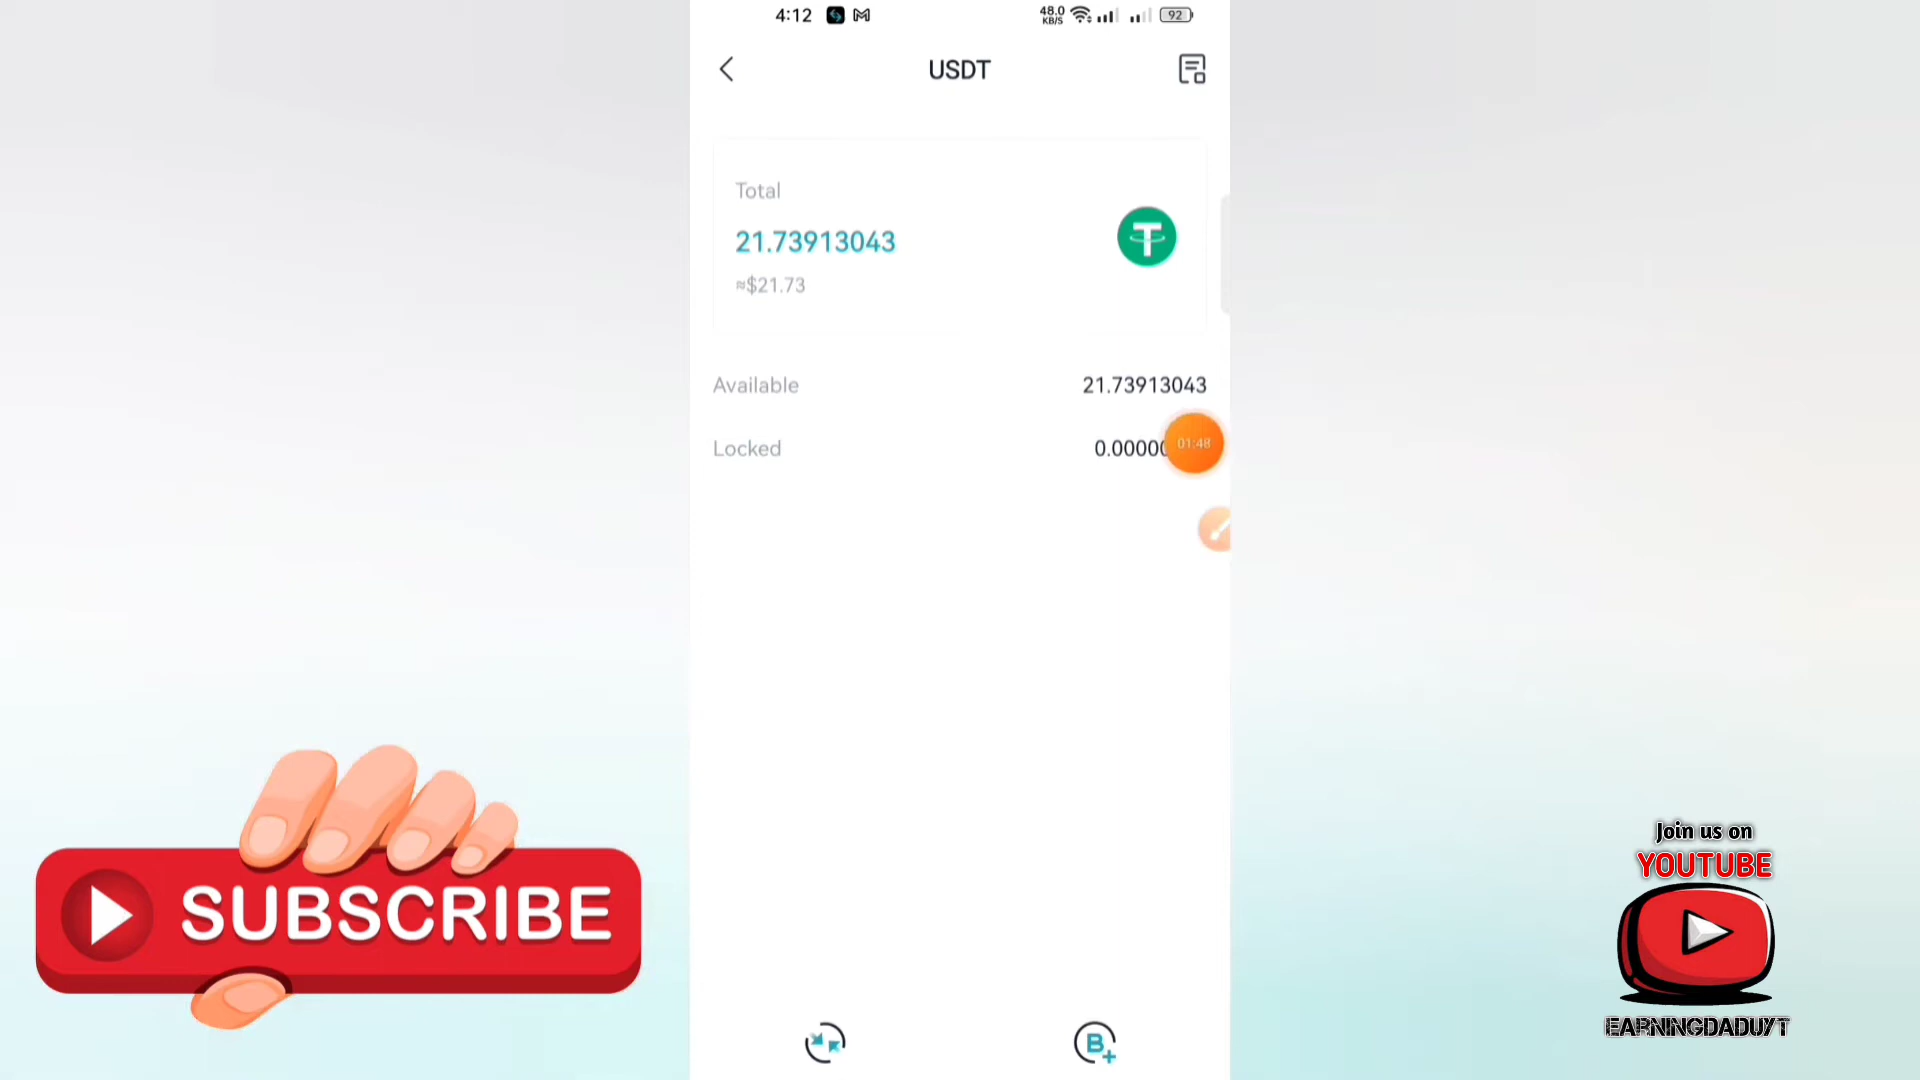 4:12
48.0
KB/S
92
USDT
Total
21.73913043
≈$21.73
Available
21.73913043
Locked
0.00000
01:48
SUBSCRIBE
Join us on
YOUTUBE
EARNINGDADUYT